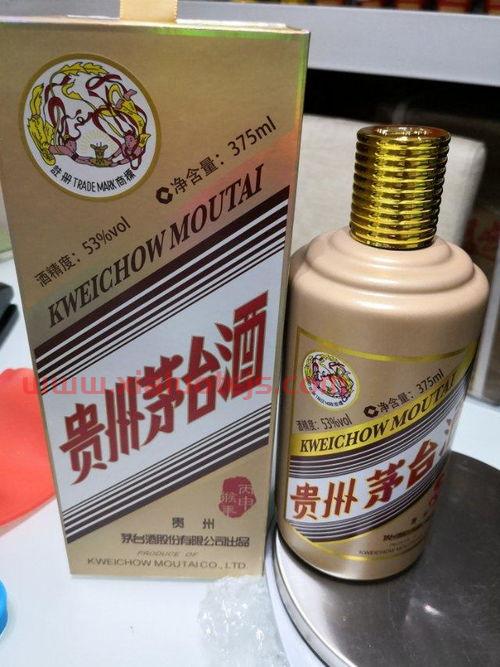 註册 TRADE MARK 商標
酒精度：53%vol
净含量：375ml
KWEICHOW MOUTAI
贵州茅台酒
丙申
猴年
贵 州
茅台酒股份有限公司出品
PRODUCE OF
KWEICHOW MOUTAI CO., LTD
酒精度：53%vol
净含量：375ml
KWEICHOW MOUTAI
贵州 茅台